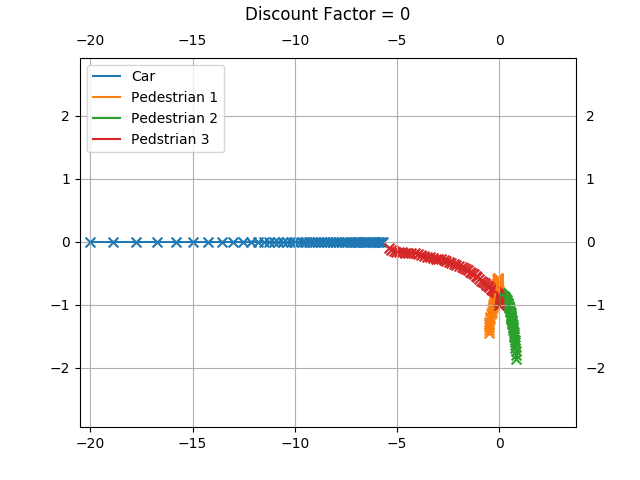 Discount Factor = 0
−20 −15 −10 −5 0
Car
Pedestrian 1
Pedestrian 2
Pedstrian 3
2 2
1 1
0 0
−1 −1
−2 −2
−20 −15 −10 −5 0